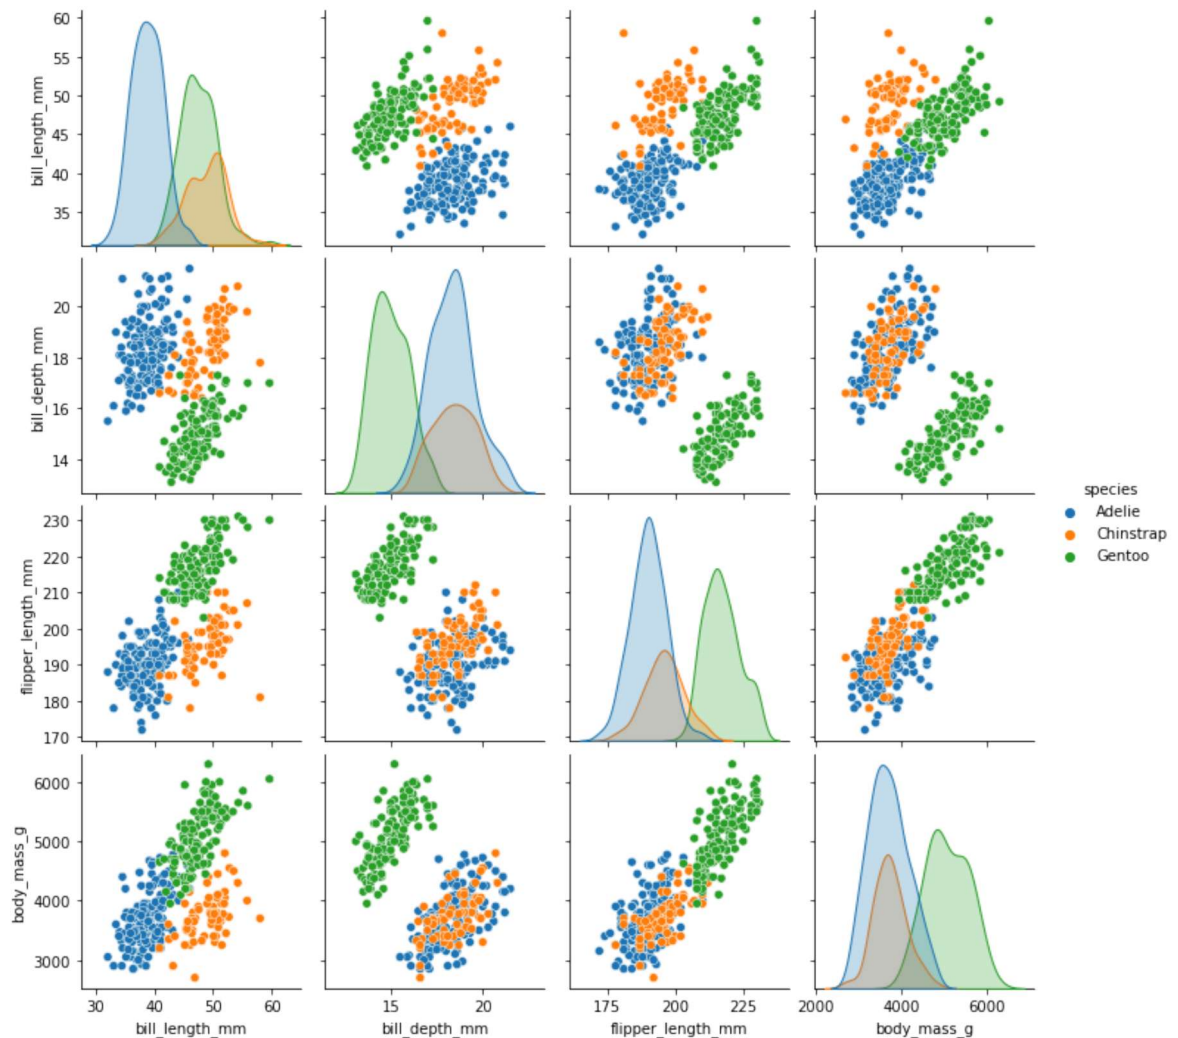 60
55
50
45
40
35
bill_length_mm
20
18
16
14
bill_depth_mm
species
Adelie
Chinstrap
Gentoo
230
220
210
200
190
180
170
flipper_length_mm
6000
5000
4000
3000
body_mass_g
30 40 50 60
15 20
175 200 225
2000 4000 6000
bill_length_mm
bill_depth_mm
flipper_length_mm
body_mass_g